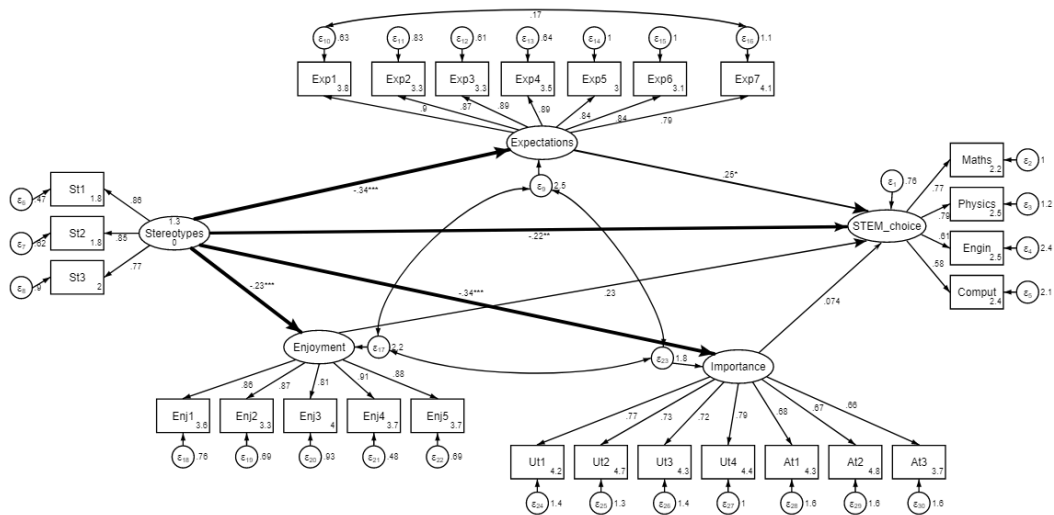 .17
ε10 .63 ε11 .83 ε12 .61 ε13 .64 ε14 1 ε15 1 ε16 1.1
Exp1 3.8 Exp2 3.3 Exp3 3.3 Exp4 3.5 Exp5 3 Exp6 3.1 Exp7 4.1
.9 .87 .89 .89 .84 .84 .79
Expectations
ε9 2.5
-.34***
.25*
ε1 .76
Maths 2.2 ε2 1
.77
Physics 2.5 ε3 1.2
.79
STEM_choice
.61
Engin 2.5 ε4 2.4
.58
Comput 2.4 ε5 2.1
St1 1.8 .86
.47
St2 1.8 .85
ε7 .62
St3 2 .77
.9
1.3
Stereotypes
0
-.22**
-.23***
-.34***
.23
.074
Enjoyment
ε17 2.2
ε23 1.8
Importance
.86 .87 .81 .91 .88
Enj1 3.6 Enj2 3.3 Enj3 4 Enj4 3.7 Enj5 3.7
ε18 .76 ε19 .69 ε20 .93 ε21 .48 ε22 .69
.77 .73 .72 .79 .68 .67 .66
Ut1 4.2 Ut2 4.7 Ut3 4.3 Ut4 4.4 At1 4.3 At2 4.8 At3 3.7
ε24 1.4 ε25 1.3 ε26 1.4 ε27 1 ε28 1.6 ε29 1.6 ε30 1.6